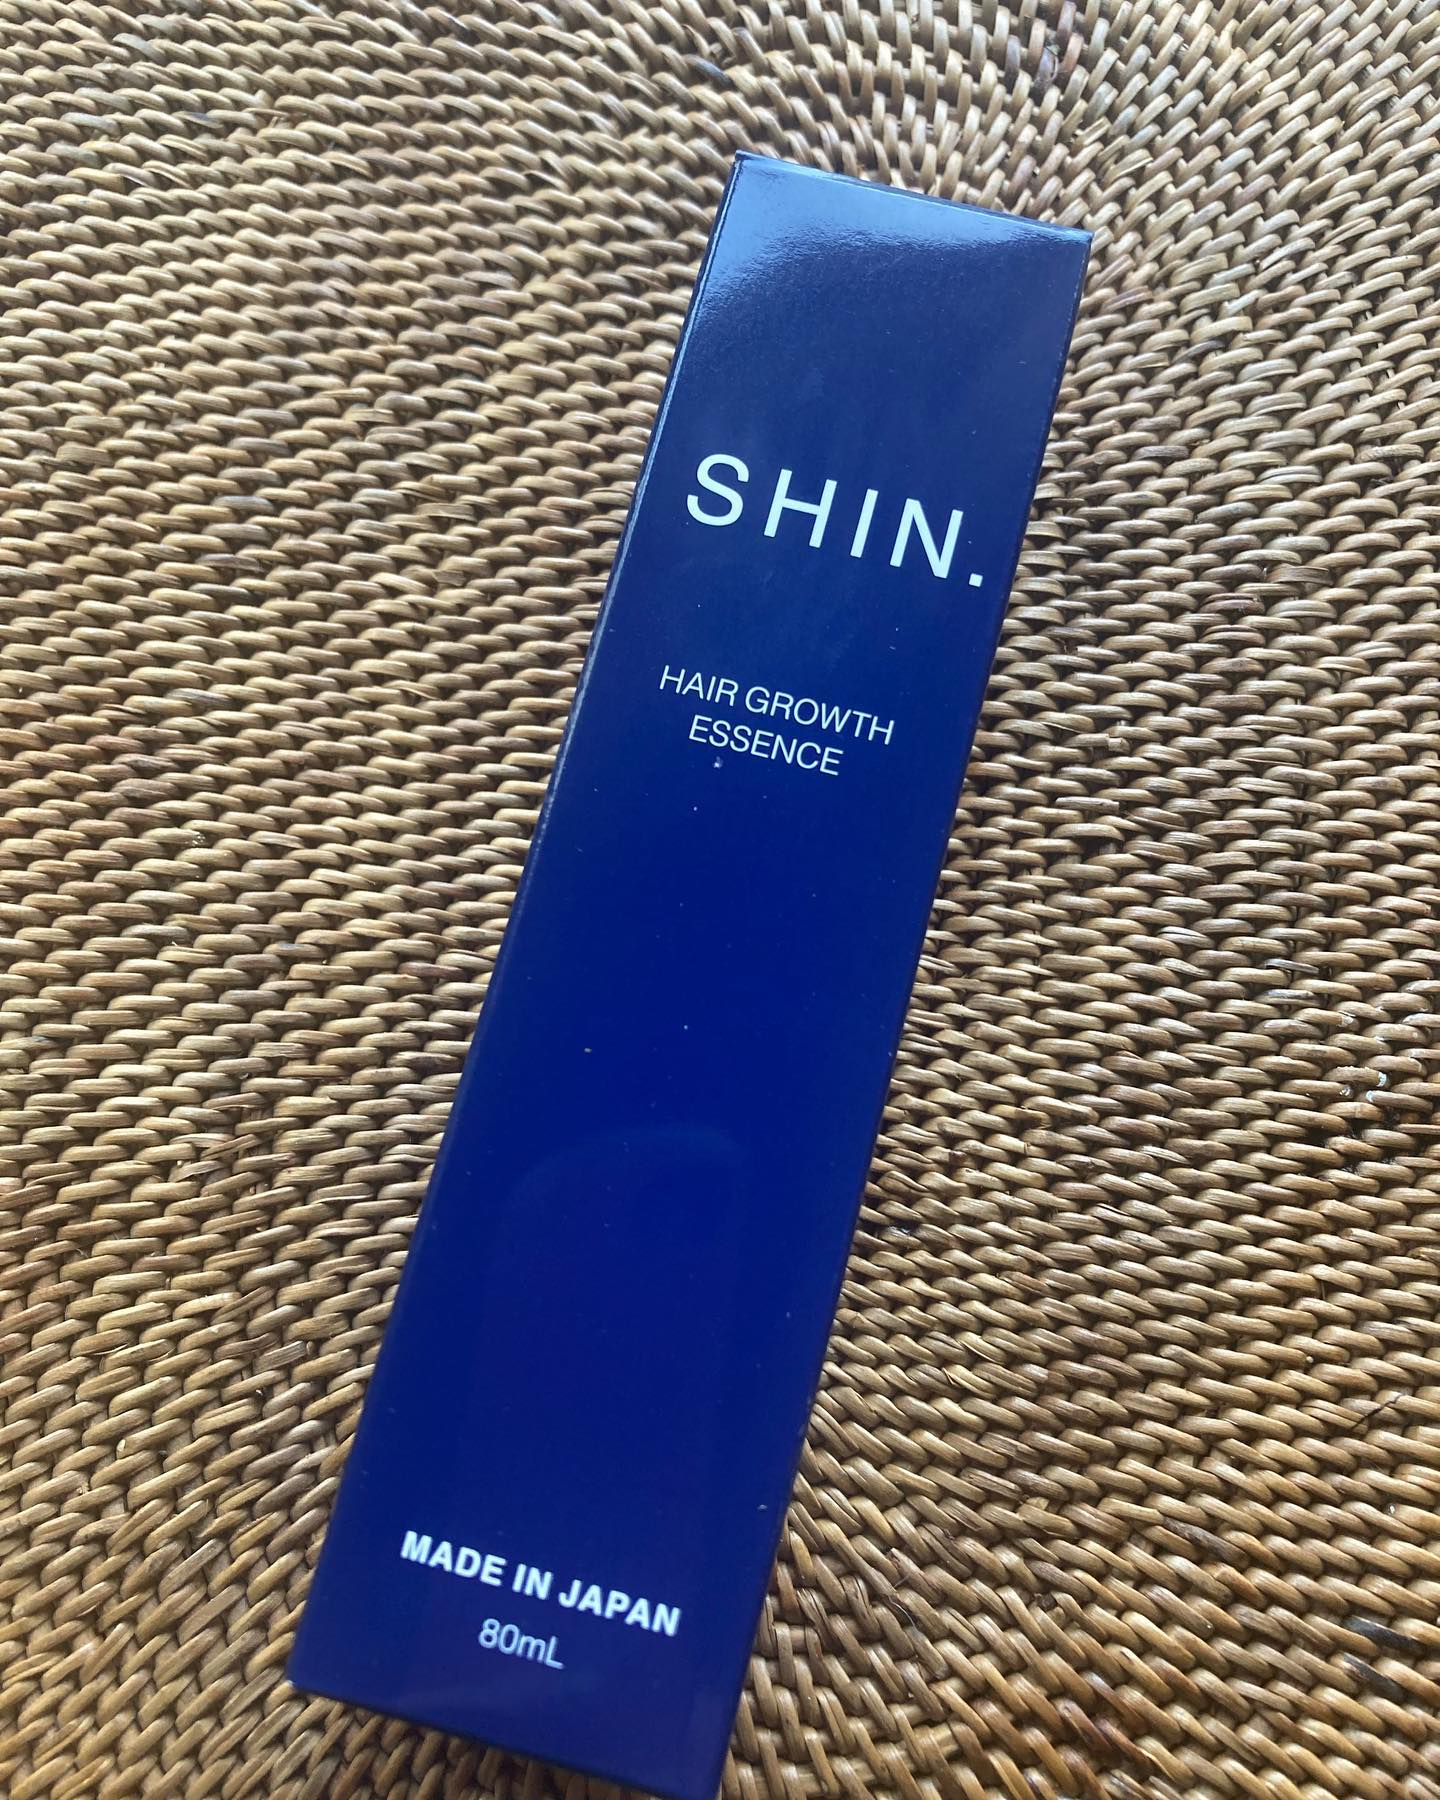 SHIN.
HAIR GROWTH
ESSENCE
MADE IN JAPAN
80mL